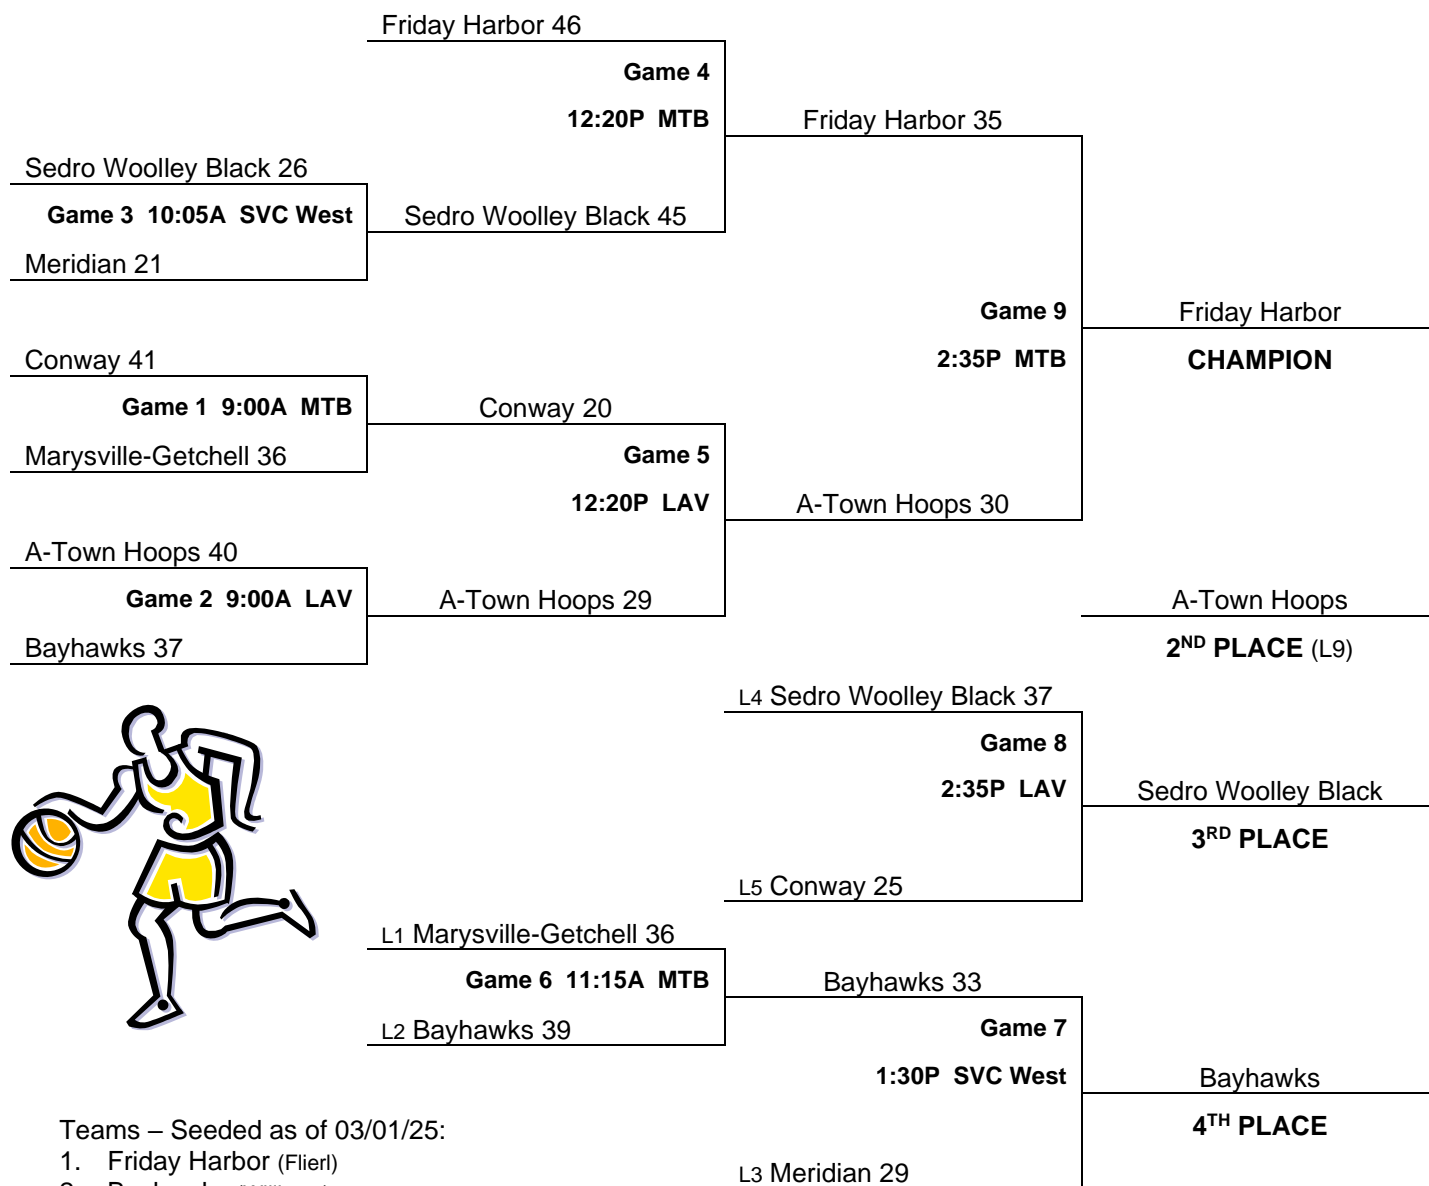 Friday Harbor 46
Game 4
12:20P MTB
Friday Harbor 35
Sedro Woolley Black 26
Game 3 10:05A SVC West
Sedro Woolley Black 45
Meridian 21
Game 9
Friday Harbor
2:35P MTB
CHAMPION
Conway 41
Game 1 9:00A MTB
Conway 20
Marysville-Getchell 36
Game 5
12:20P LAV
A-Town Hoops 30
A-Town Hoops 40
Game 2 9:00A LAV
A-Town Hoops 29
A-Town Hoops
Bayhawks 37
2ND PLACE (L9)
L4 Sedro Woolley Black 37
Game 8
2:35P LAV
Sedro Woolley Black
3RD PLACE
L5 Conway 25
L1 Marysville-Getchell 36
Game 6 11:15A MTB
Bayhawks 33
L2 Bayhawks 39
Game 7
1:30P SVC West
Bayhawks
4TH PLACE
Teams – Seeded as of 03/01/25:
1. Friday Harbor (Flierl)
L3 Meridian 29